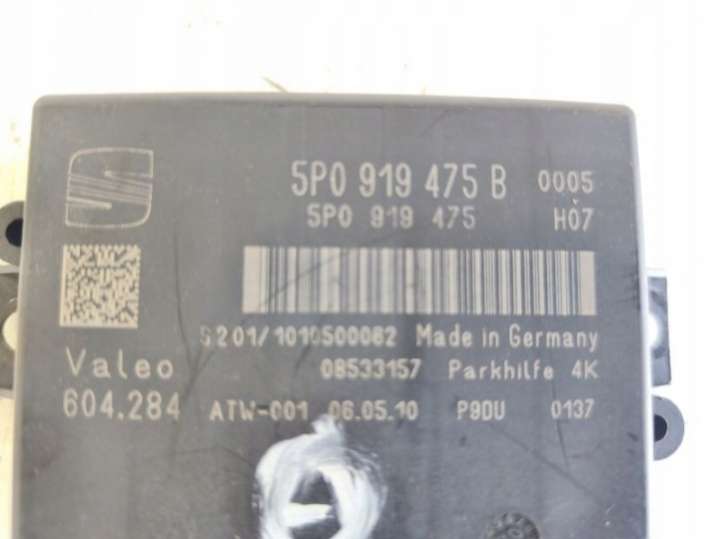 5P0 919 475 B 0005
5P0 919 475 H07
S201/1010500082 Made in Germany
Valeo 08533157 Parkhilfe 4K
604.284 ATW-001 06.05.10 P9DU 0137